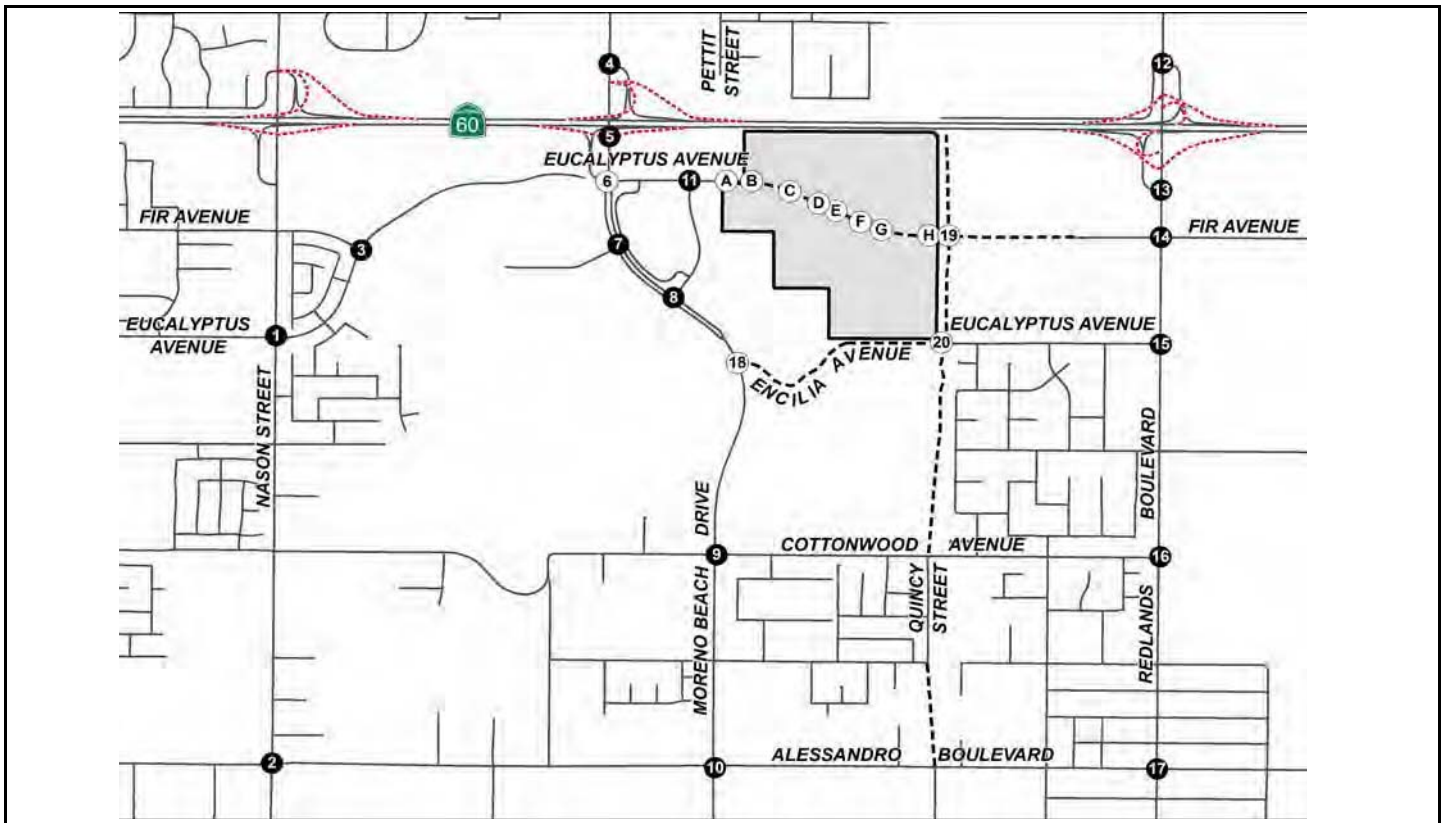 PETTIT
STREET
4
12
60
5
EUCALYPTUS AVENUE
6
11
A
B
C
D
E
F
G
H
19
13
FIR AVENUE
3
7
14
FIR AVENUE
8
EUCALYPTUS
AVENUE
1
EUCALYPTUS AVENUE
15
20
18
ENCILIA AVENUE
NASON STREET
BOULEVARD
DRIVE
9
COTTONWOOD AVENUE
16
QUINCY
STREET
MORENO BEACH
REDLANDS
2
10
ALESSANDRO BOULEVARD
17